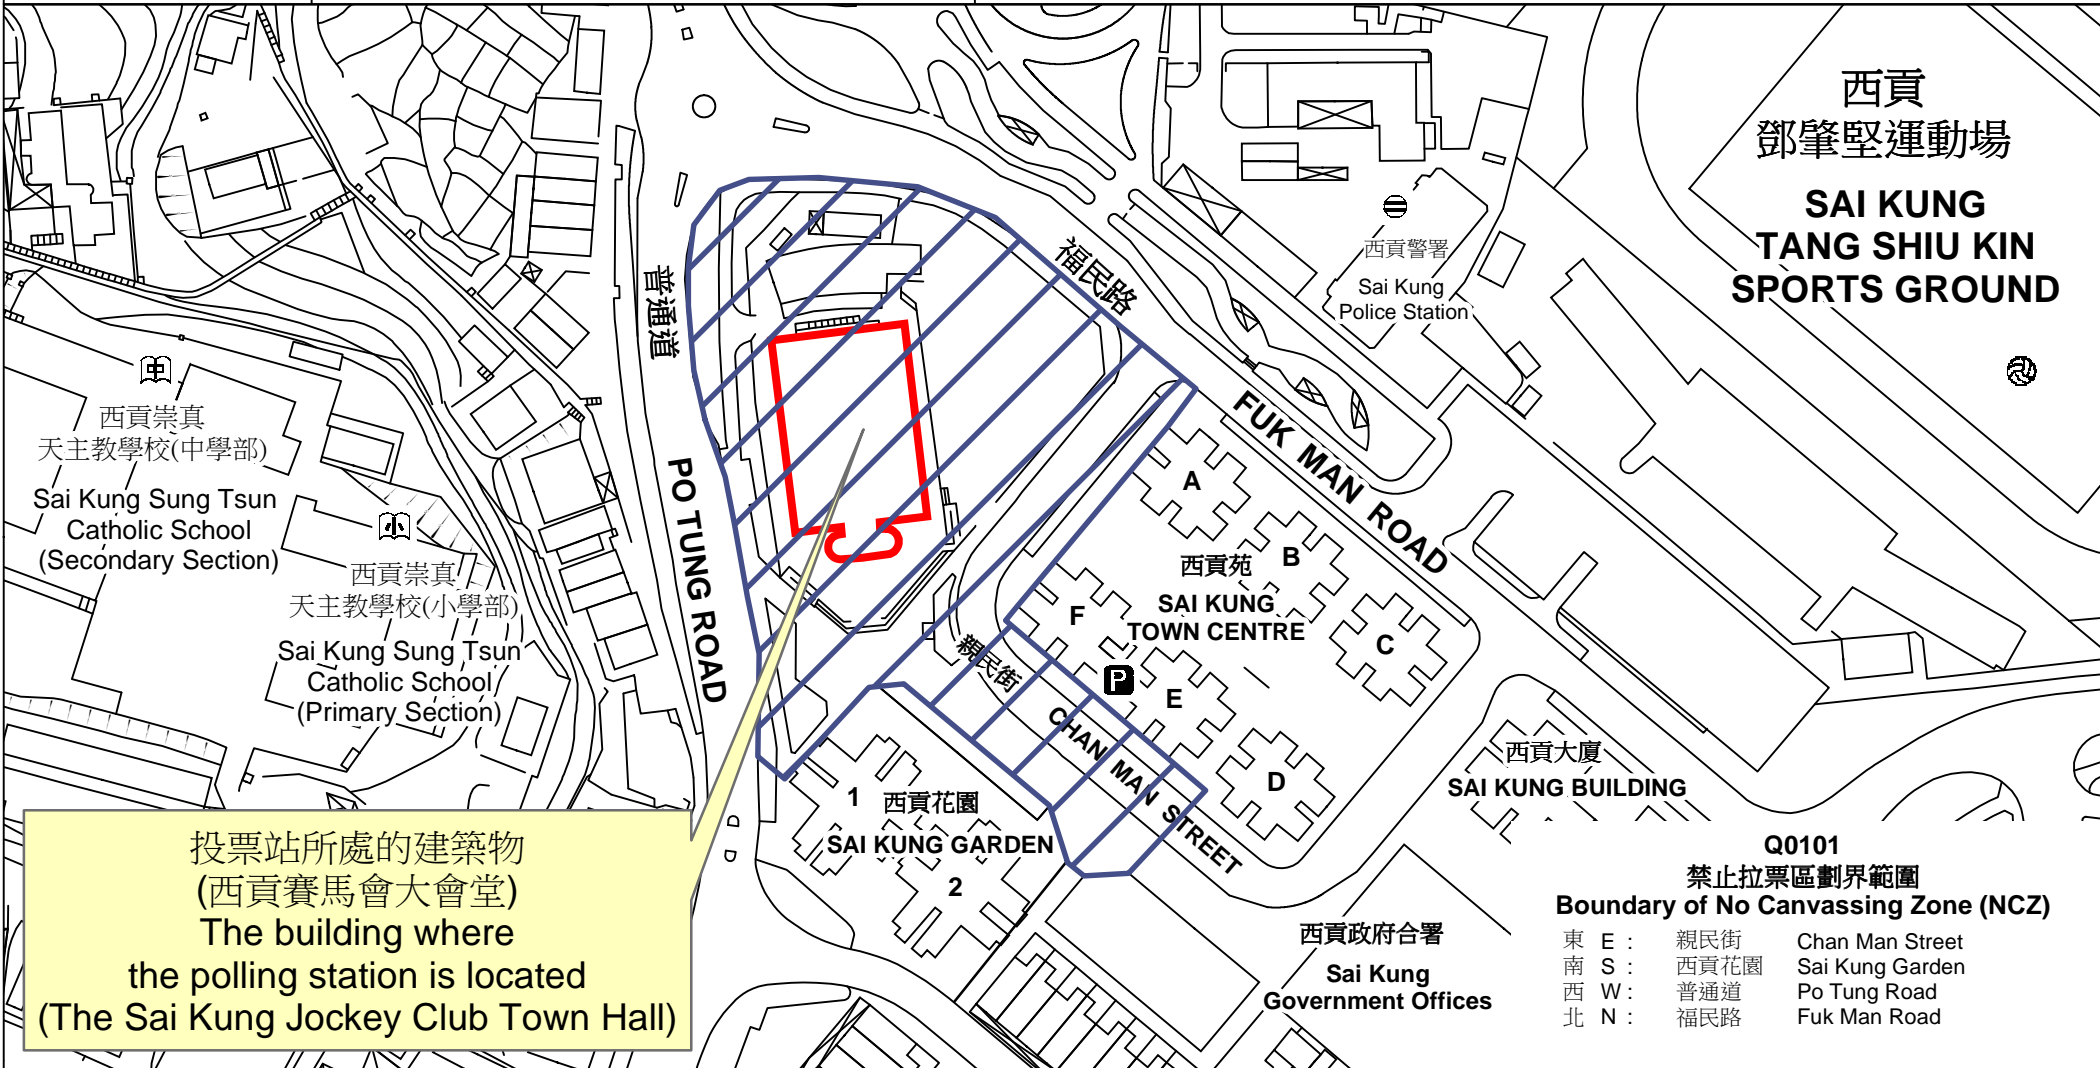 西貢
鄧肇堅運動場
SAI KUNG
TANG SHIU KIN
SPORTS GROUND
西貢警署
Sai Kung
Police Station
福民路
FUK MAN ROAD
普通道
PO TUNG ROAD
中
西貢崇真
天主教學校(中學部)
Sai Kung Sung Tsun
Catholic School
(Secondary Section)
小
西貢崇真
天主教學校(小學部)
Sai Kung Sung Tsun
Catholic School
(Primary Section)
A
B
C
D
E
F
P
西貢苑
SAI KUNG
TOWN CENTRE
親民街
CHAN MAN STREET
西貢大廈
SAI KUNG BUILDING
1
西貢花園
SAI KUNG GARDEN
2
西貢政府合署
Sai Kung
Government Offices
投票站所處的建築物
(西貢賽馬會大會堂)
The building where
the polling station is located
(The Sai Kung Jockey Club Town Hall)
Q0101
禁止拉票區劃界範圍
Boundary of No Canvassing Zone (NCZ)
東 E : 親民街 Chan Man Street
南 S : 西貢花園 Sai Kung Garden
西 W : 普通道 Po Tung Road
北 N : 福民路 Fuk Man Road